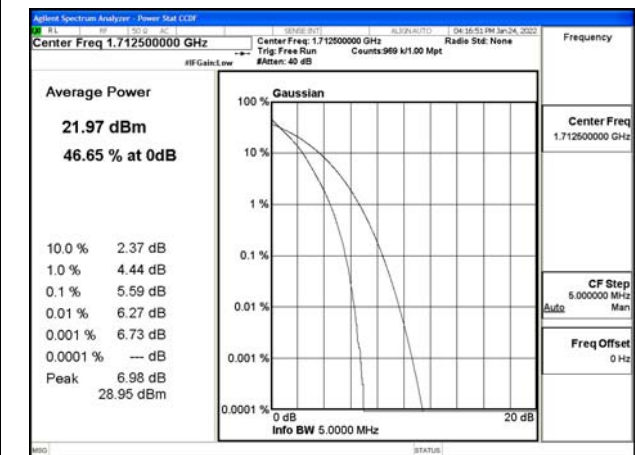 Agilent Spectrum Analyzer - Power Stat CCDF
RL RF 50 Ω AC SENSE:INT ALIGN AUTO 04:16:51 PM Jan 24, 2022
Center Freq 1.712500000 GHz
Center Freq: 1.712500000 GHz Radio Std: None
Trig: Free Run Counts:969 k/1.00 Mpt
#IFGain:Low #Atten: 40 dB
Frequency
Average Power
21.97 dBm
46.65 % at 0dB
10.0 % 2.37 dB
1.0 % 4.44 dB
0.1 % 5.59 dB
0.01 % 6.27 dB
0.001 % 6.73 dB
0.0001 % --- dB
Peak 6.98 dB
28.95 dBm
Gaussian
100 %
10 %
1 %
0.1 %
0.01 %
0.001 %
0.0001 %
0 dB 20 dB
Info BW 5.0000 MHz
Center Freq
1.712500000 GHz
CF Step
5.000000 MHz
Auto Man
Freq Offset
0 Hz
MSG STATUS